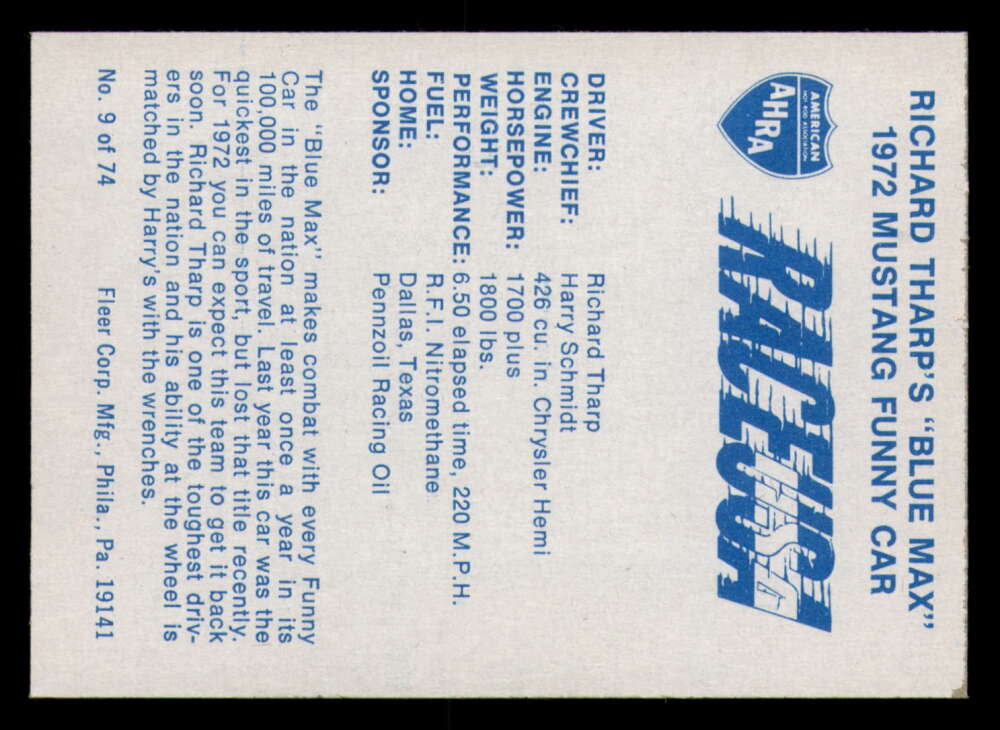 RICHARD THARP'S “BLUE MAX”
1972 MUSTANG FUNNY CAR
AMERICAN
HOT ROD ASSOCIATION
AHRA
RACE
USA
DRIVER: Richard Tharp
CREWCHIEF: Harry Schmidt
ENGINE: 426 cu. in. Chrysler Hemi
HORSEPOWER: 1700 plus
WEIGHT: 1800 lbs.
PERFORMANCE: 6.50 elapsed time, 220 M.P.H.
FUEL: R.F.I. Nitromethane
HOME: Dallas, Texas
SPONSOR: Pennzoil Racing Oil
The “Blue Max’ makes combat with every Funny
Car in the nation at least once a year in its
100,000 miles of travel. Last year this car was the
quickest in the sport, but lost that title recently.
For 1972 you can expect this team to get it back
soon. Richard Tharp is one of the toughest driv-
ers in the nation and his ability at the wheel is
matched by Harry's with the wrenches.
No. 9 of 74 Fleer Corp. Mfg., Phila., Pa. 19141